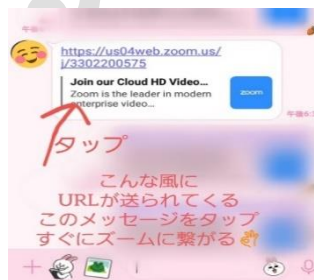 https://us04web.zoom.us/
j/3302200575
Join our Cloud HD Video...
Zoom is the leader in modern
enterprise video...
zoom
タップ
こんな風に
URLが送られてくる
このメッセージをタップ
すぐにズームに繋がる